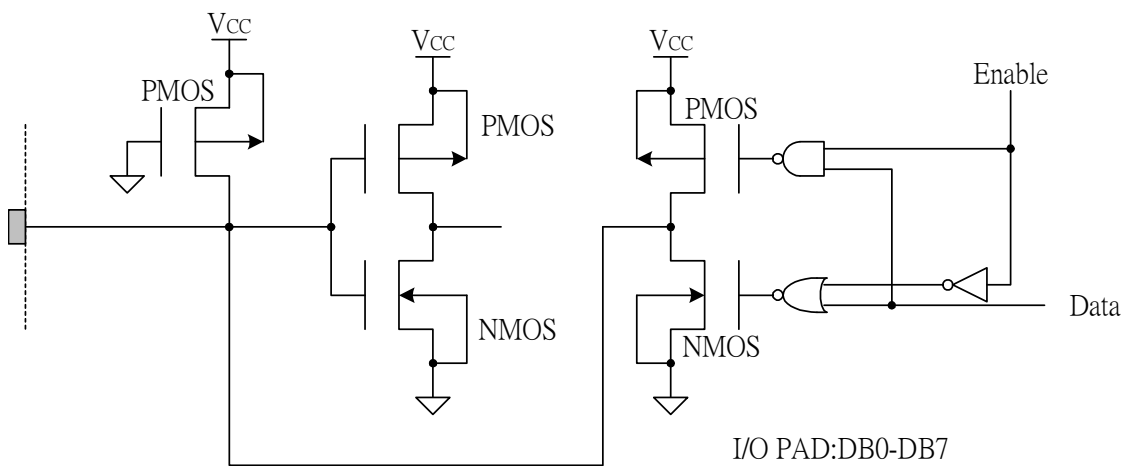 VCC
VCC
VCC
PMOS
PMOS
PMOS
Enable
NMOS
NMOS
Data
I/O PAD:DB0-DB7